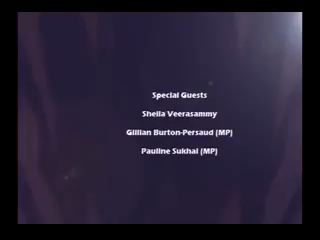 Special Guests
Sheila Veerasammy
Gillian Burton-Persaud (MP)
Pauline Sukhai (MP)